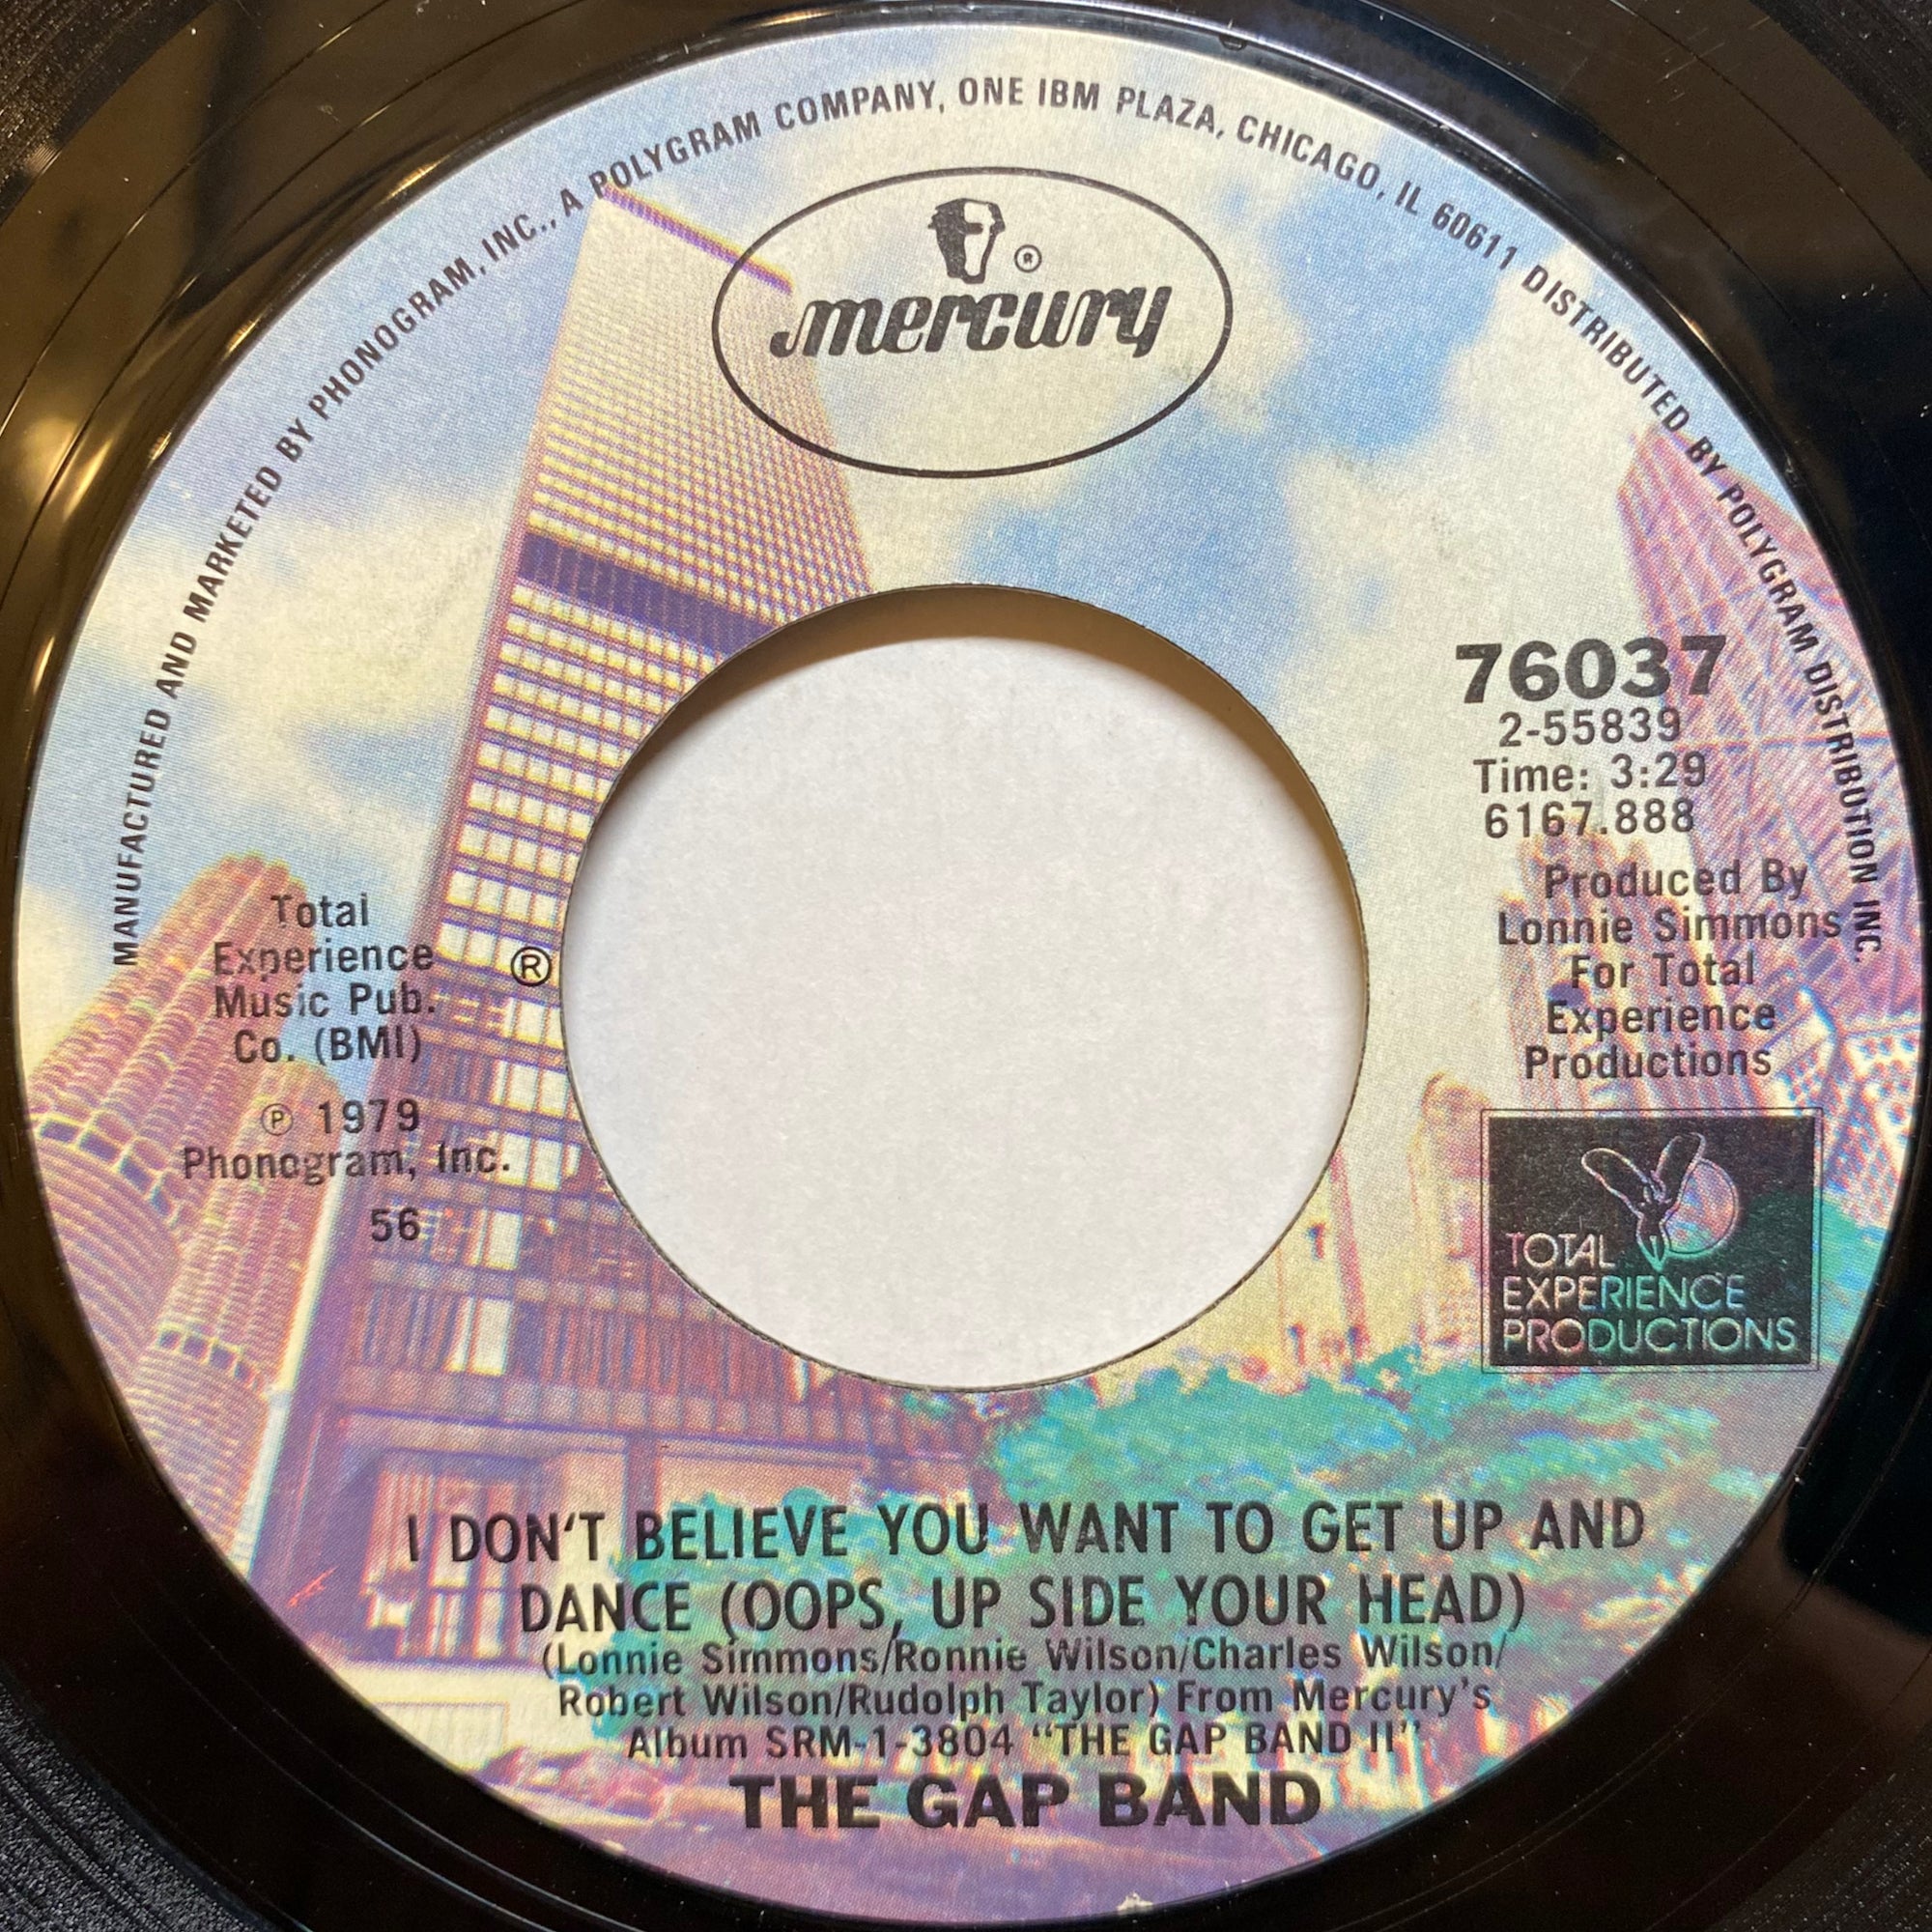 MANUFACTURED AND MARKETED BY PHONOGRAM, INC., A POLYGRAM COMPANY, ONE IBM PLAZA, CHICAGO, IL 60611 DISTRIBUTED BY POLYGRAM DISTRIBUTION INC.
®
mercury
76037
2-55839
Time: 3:29
6167.888
Produced By
Lonnie Simmons
For Total
Experience
Productions
Total
Experience
Music Pub.
Co. (BMI)
®
℗ 1979
Phonogram, Inc.
56
TOTAL
EXPERIENCE
PRODUCTIONS
I DON'T BELIEVE YOU WANT TO GET UP AND
DANCE (OOPS, UP SIDE YOUR HEAD)
(Lonnie Simmons/Ronnie Wilson/Charles Wilson/
Robert Wilson/Rudolph Taylor) From Mercury's
Album SRM-1-3804 "THE GAP BAND II"
THE GAP BAND